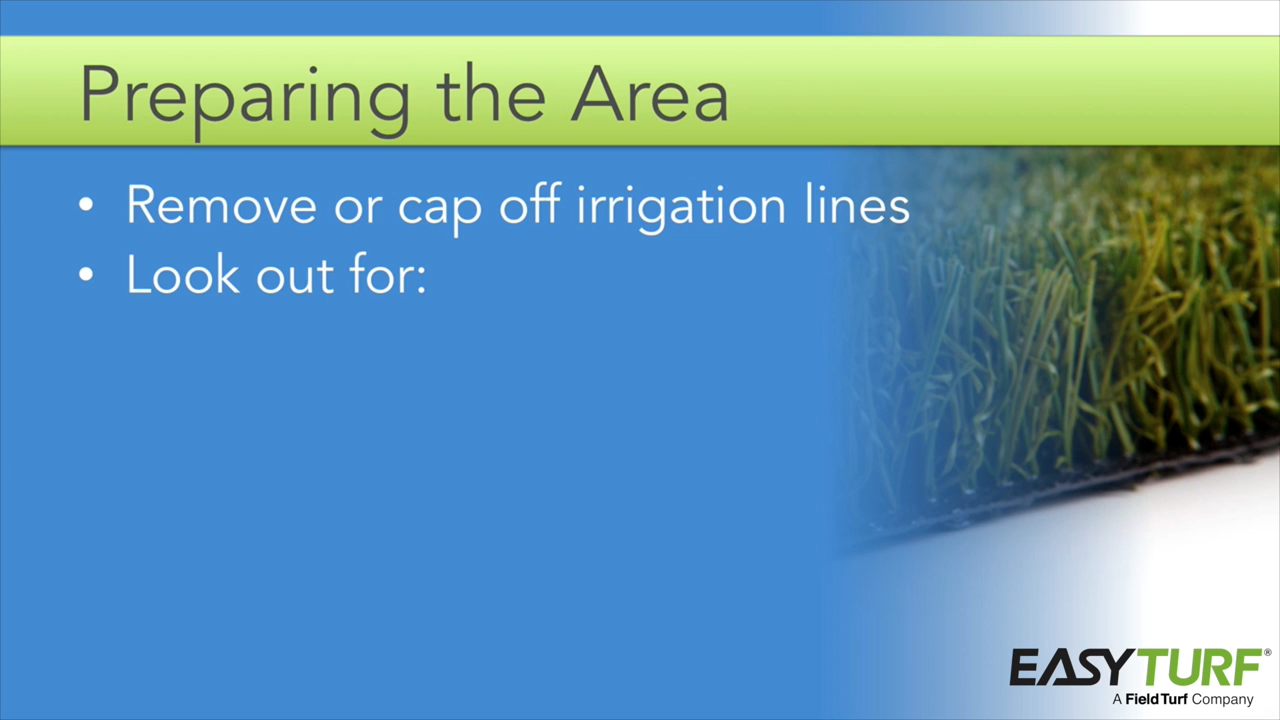 Preparing the Area
• Remove or cap off irrigation lines
• Look out for:
EASYTURF®
A FieldTurf Company